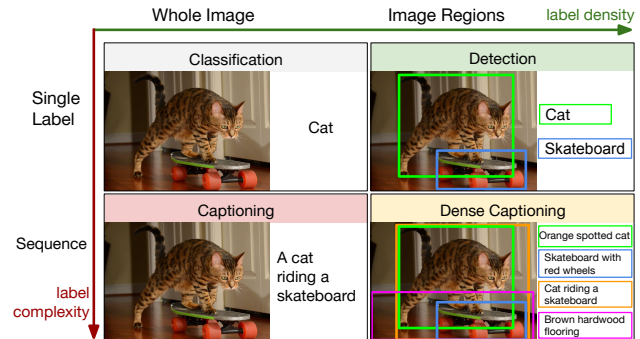 Whole Image
Image Regions
label density
Classification
Detection
Single
Label
Cat
Cat
Skateboard
Captioning
Dense Captioning
Sequence
label
complexity
A cat
riding a
skateboard
Orange spotted cat
Skateboard with
red wheels
Cat riding a
skateboard
Brown hardwood
flooring